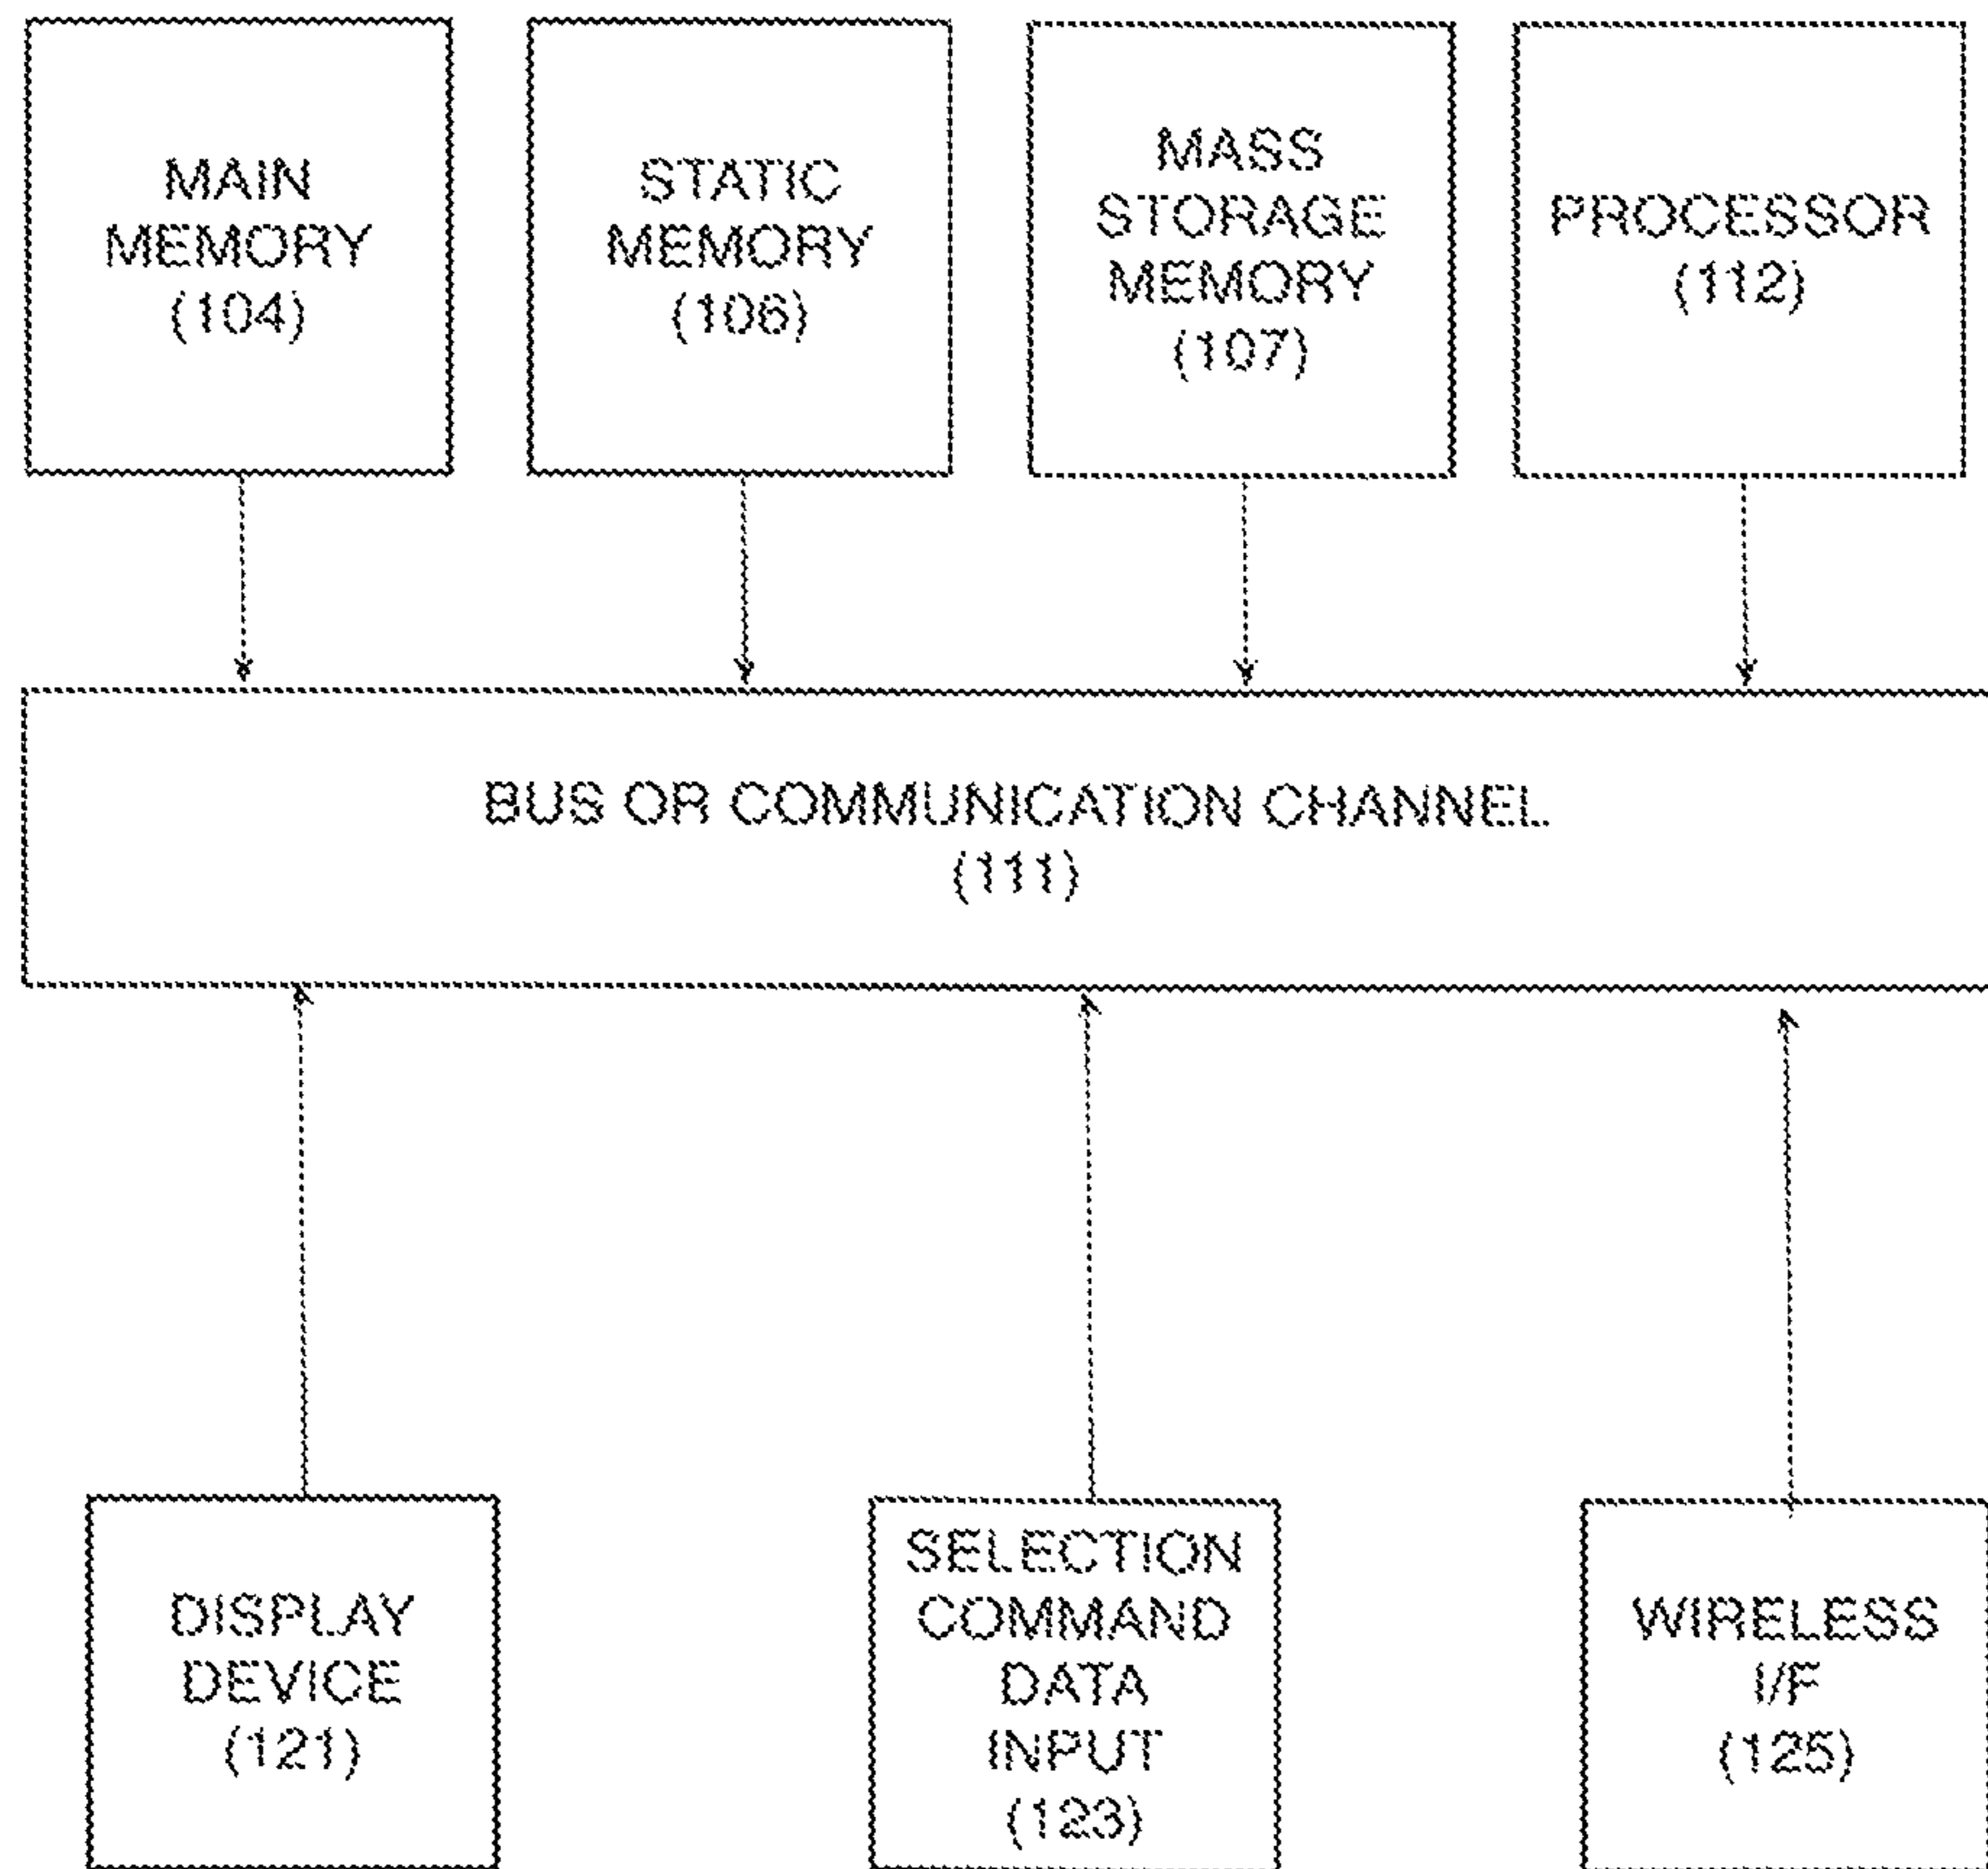 MAIN
MEMORY
(104)
STATIC
MEMORY
(106)
MASS
STORAGE
MEMORY
(107)
PROCESSOR
(112)
BUS OR COMMUNICATION CHANNEL
(111)
DISPLAY
DEVICE
(121)
SELECTION
COMMAND
DATA
INPUT
(123)
WIRELESS
I/F
(125)